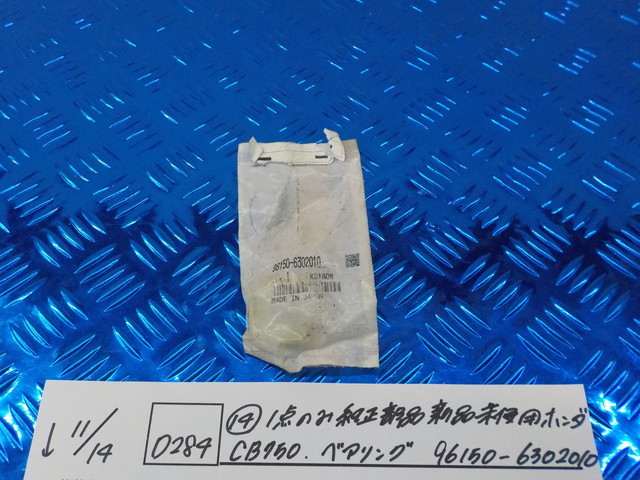 96150-6302010
MADE IN JAPAN
↓ 11/14
D284
⑭ 1点のみ 純正部品 新品未使用 ホンダ
CB750. ベアリング 96150-6302010